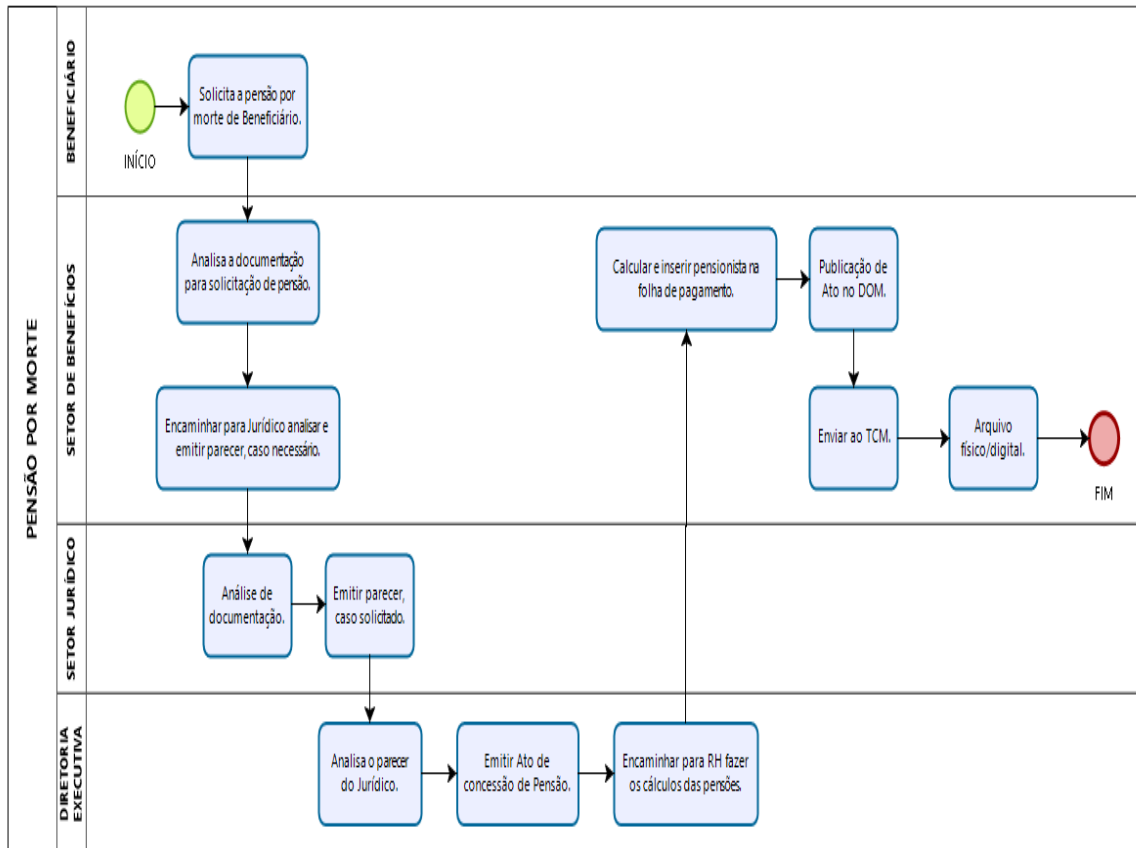 PENSÃO POR MORTE
BENEFICIÁRIO
INÍCIO
Solicita a pensão por
morte de Beneficiário.
SETOR DE BENEFÍCIOS
Analisa a documentação
para solicitação de pensão.
Encaminhar para Jurídico analisar e
emitir parecer, caso necessário.
Calcular e inserir pensionista na
folha de pagamento.
Publicação de
Ato no DOM.
Enviar ao TCM.
Arquivo
físico/digital.
FIM
SETOR JURÍDICO
Análise de
documentação.
Emitir parecer,
caso solicitado.
DIRETORIA
EXECUTIVA
Analisa o parecer
do Jurídico.
Emitir Ato de
concessão de Pensão.
Encaminhar para RH fazer
os cálculos das pensões.